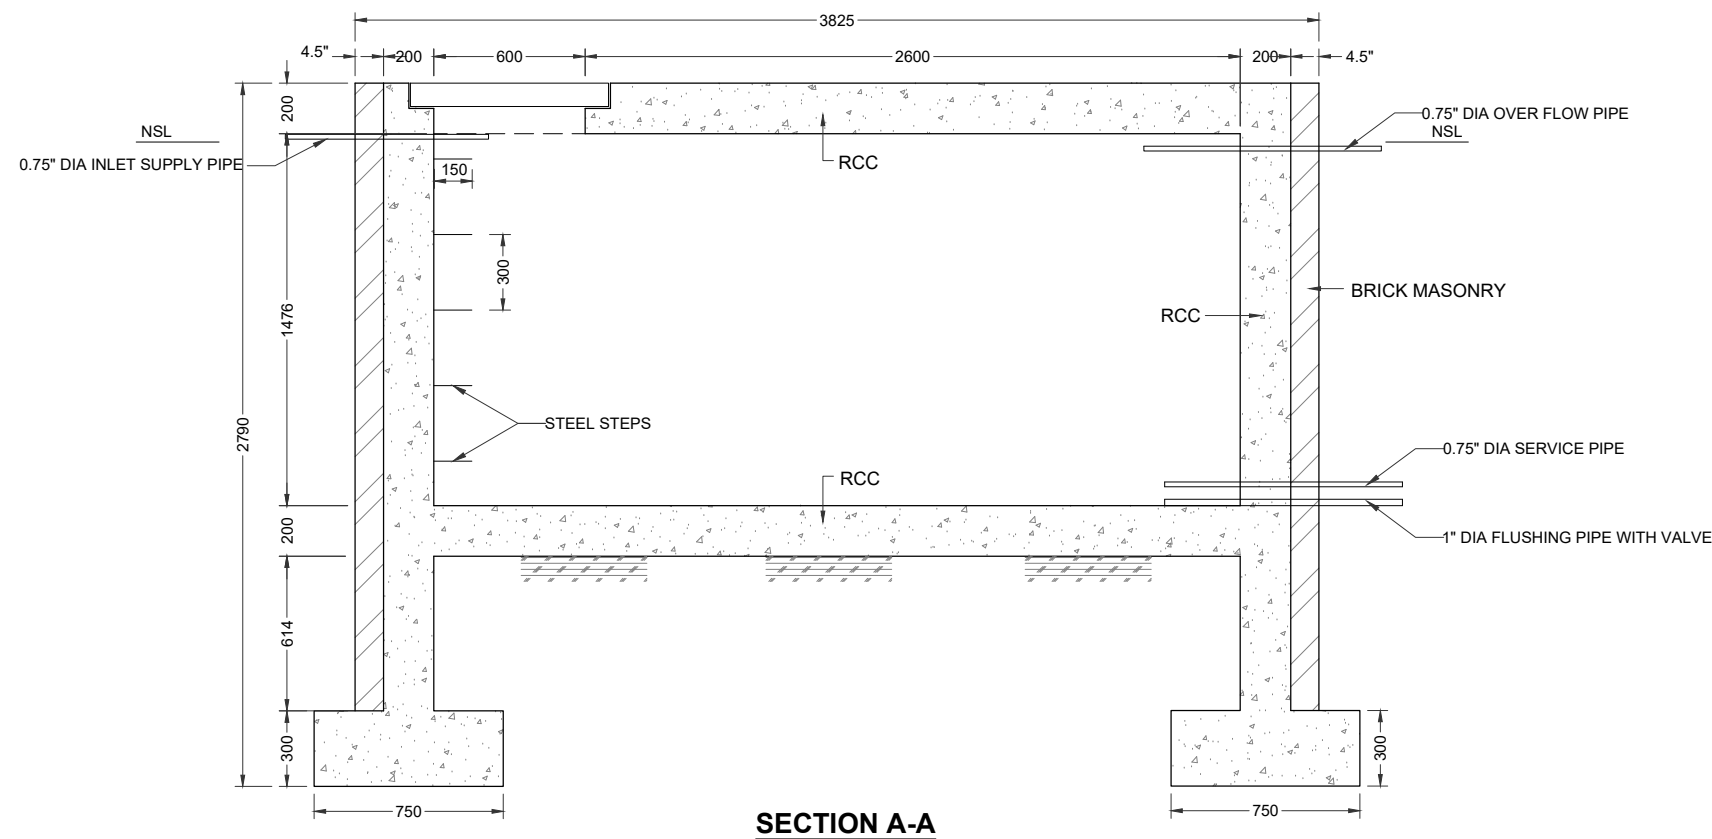 3825
4.5"
200
600
2600
200
4.5"
200
NSL
0.75" DIA INLET SUPPLY PIPE
0.75" DIA OVER FLOW PIPE
NSL
RCC
150
300
1476
BRICK MASONRY
RCC
STEEL STEPS
2790
0.75" DIA SERVICE PIPE
RCC
200
1" DIA FLUSHING PIPE WITH VALVE
614
300
300
750
750
SECTION A-A